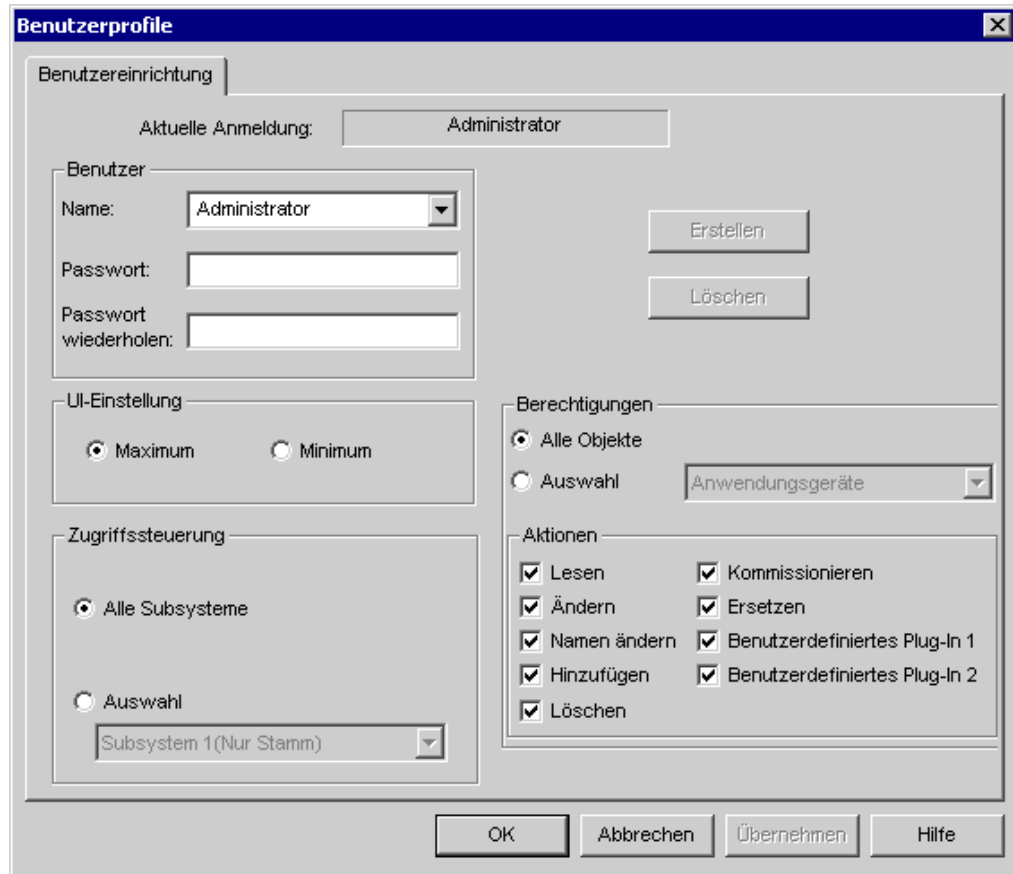 Benutzerprofile
Benutzereinrichtung
Aktuelle Anmeldung:
Administrator
Benutzer
Name:
Administrator
Passwort:
Passwort
wiederholen:
Erstellen
Löschen
UI-Einstellung
Maximum
Minimum
Zugriffssteuerung
Alle Subsysteme
Auswahl
Subsystem 1(Nur Stamm)
Berechtigungen
Alle Objekte
Auswahl
Anwendungsgeräte
Aktionen
Lesen
Kommissionieren
Ändern
Ersetzen
Namen ändern
Benutzerdefiniertes Plug-In 1
Hinzufügen
Benutzerdefiniertes Plug-In 2
Löschen
OK
Abbrechen
Übernehmen
Hilfe